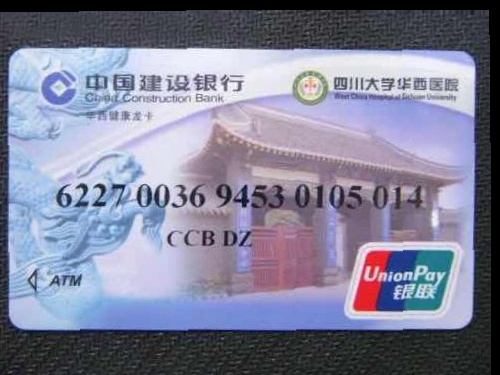 中国建设银行
China Construction Bank
华西健康龙卡
四川大学华西医院
West China Hospital of Sichuan University
6227 0036 9453 0105 014
CCB DZ
ATM
UnionPay
银联